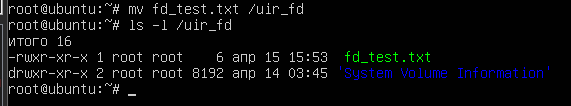 root@ubuntu:~# mv fd_test.txt /uir_fd
root@ubuntu:~# ls -l /uir_fd
итого 16
-rwxr-xr-x 1 root root    6 апр 15 15:53  fd_test.txt
drwxr-xr-x 2 root root 8192 апр 14 03:45 'System Volume Information'
root@ubuntu:~# _